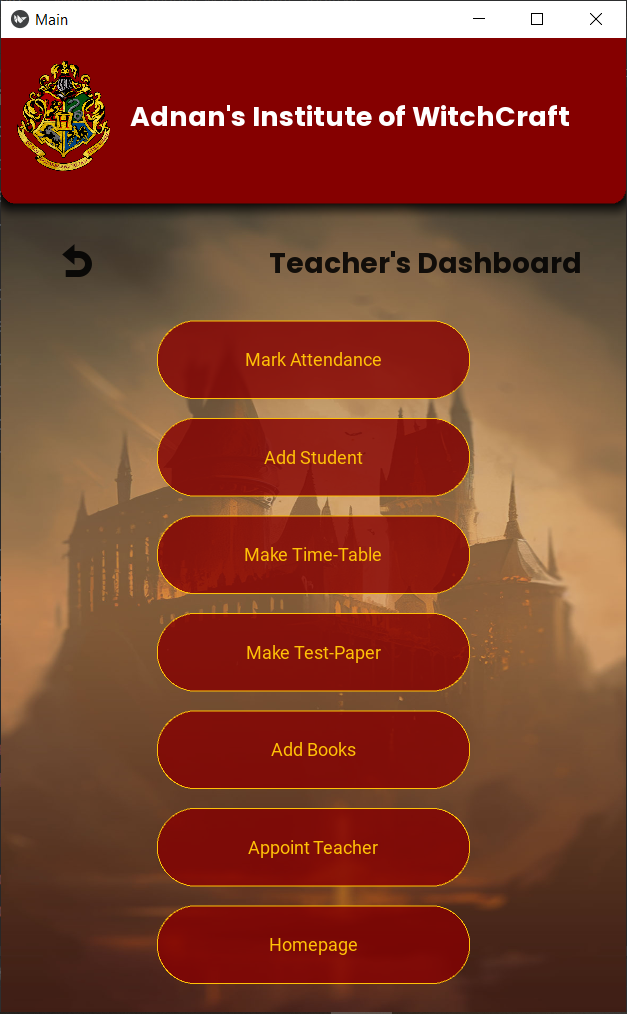 Main
Adnan's Institute of WitchCraft
Teacher's Dashboard
Mark Attendance
Add Student
Make Time-Table
Make Test-Paper
Add Books
Appoint Teacher
Homepage